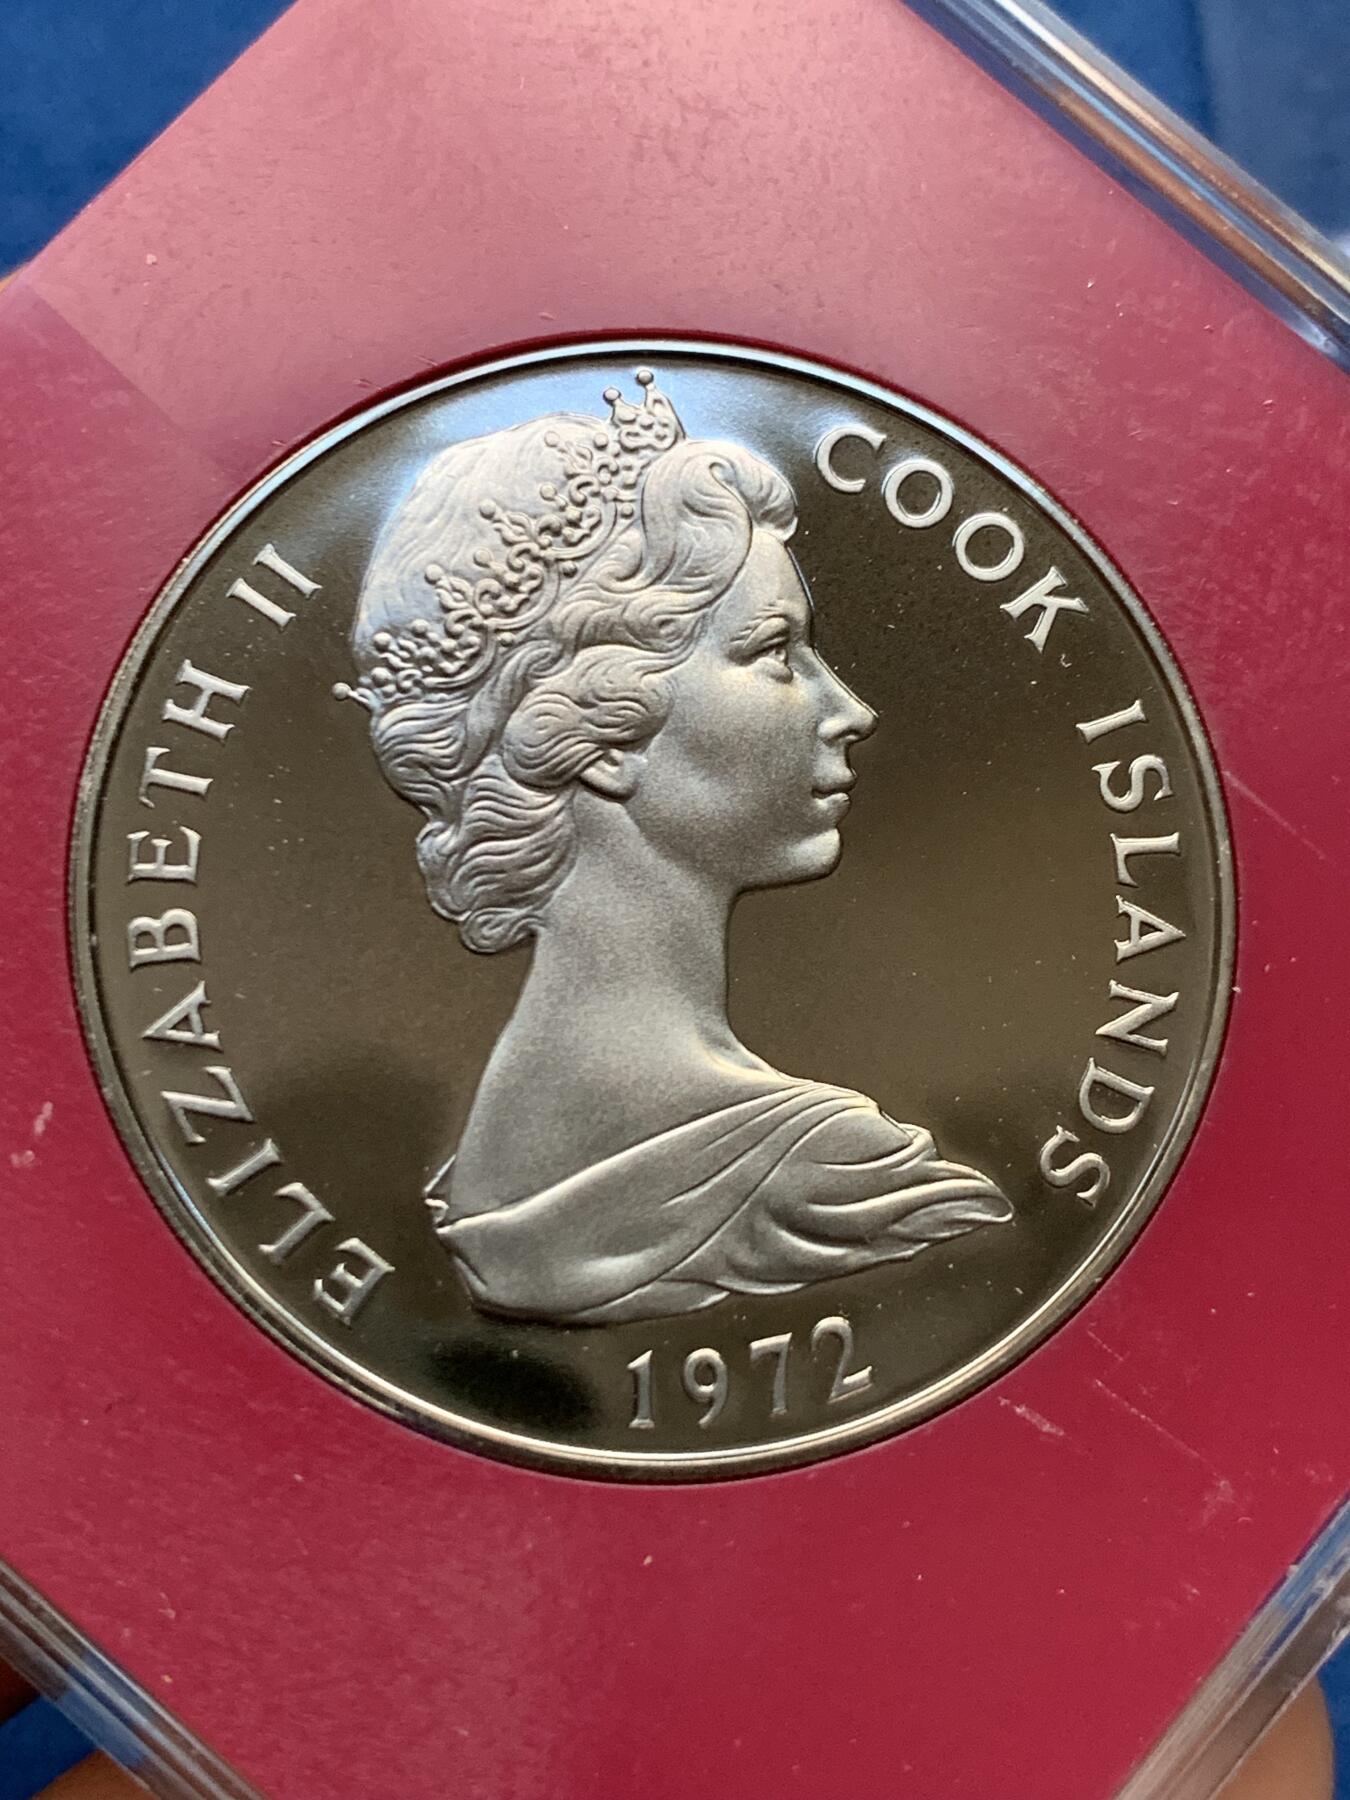 ELIZABETH II
COOK ISLANDS
1972